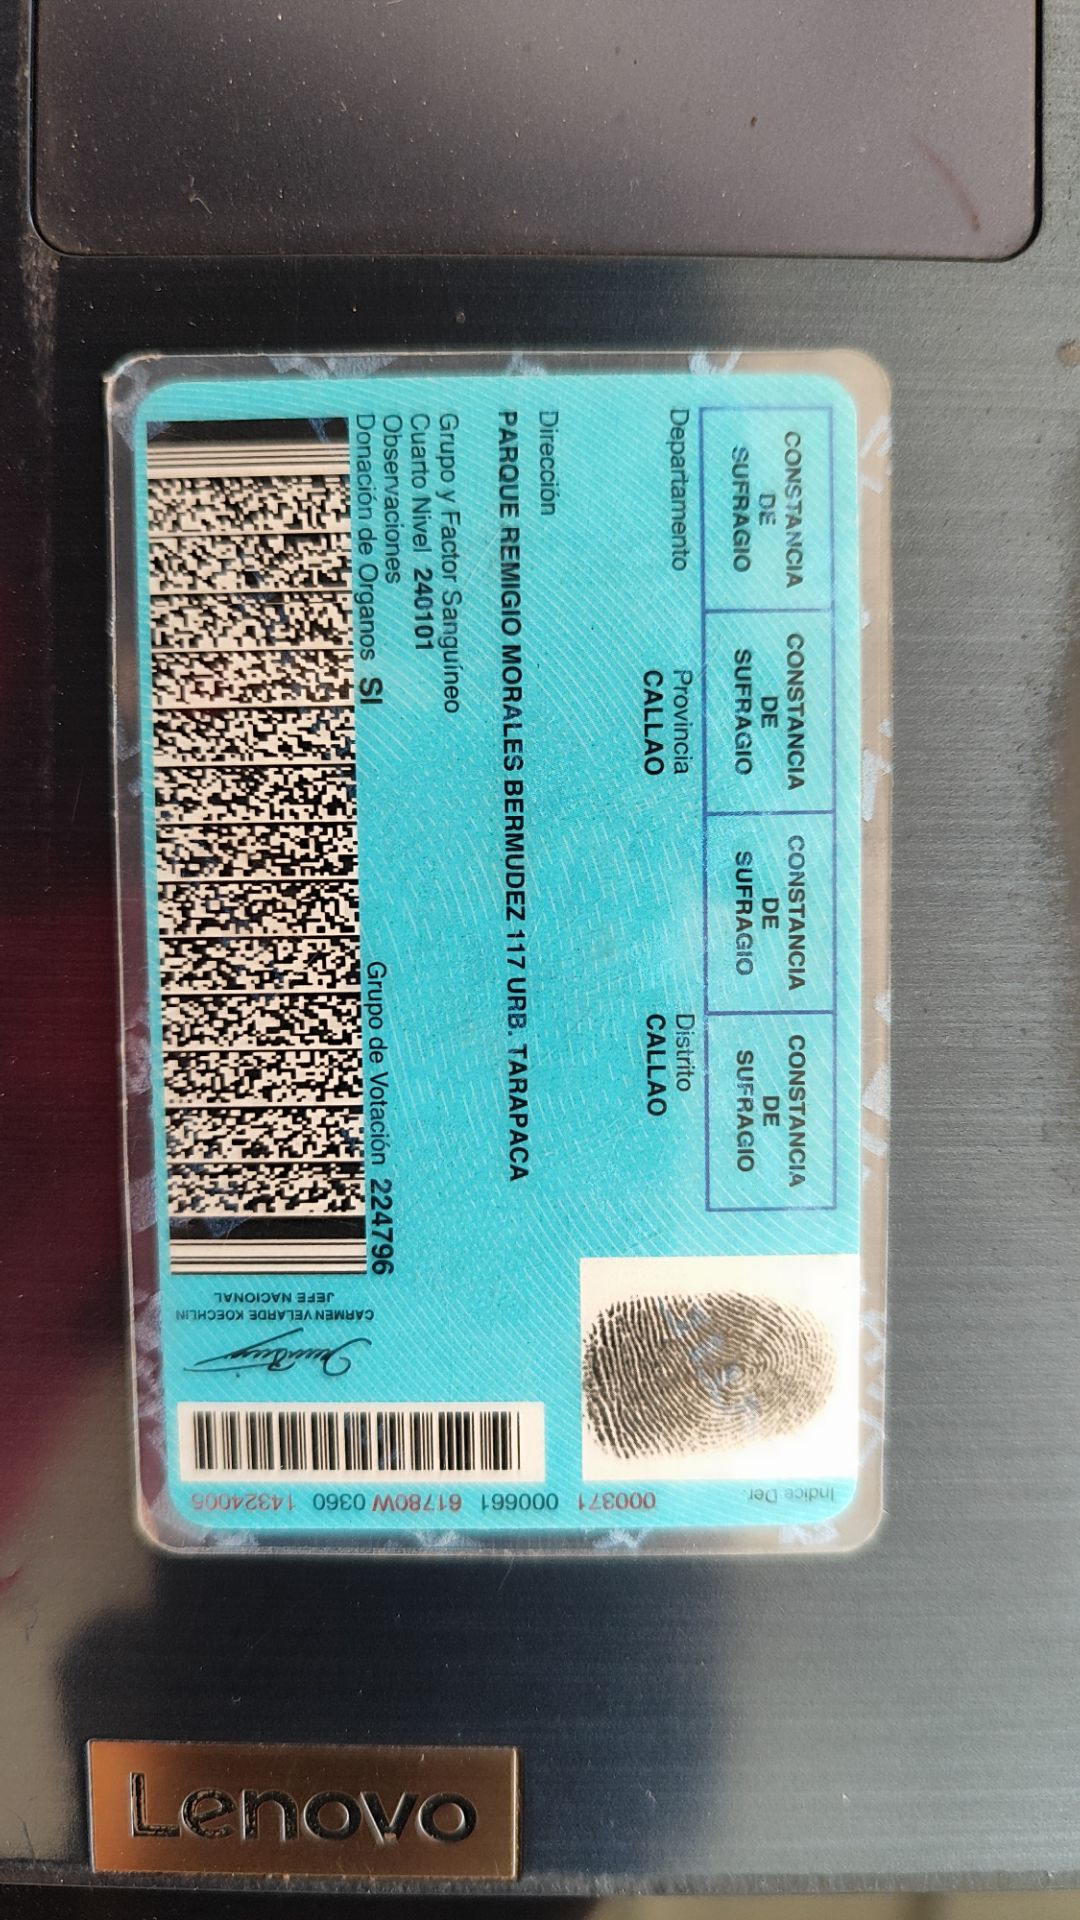 CONSTANCIA
DE
SUFRAGIO
CONSTANCIA
DE
SUFRAGIO
CONSTANCIA
DE
SUFRAGIO
CONSTANCIA
DE
SUFRAGIO
Departamento
Provincia
CALLAO
Distrito
CALLAO
Dirección
PARQUE REMIGIO MORALES BERMUDEZ 117 URB. TARAPACA
Grupo y Factor Sanguíneo
Cuarto Nivel 240101
Observaciones
Donación de Organos SI
Grupo de Votación 224796
CARMEN VELARDE KOECHLIN
JEFE NACIONAL
Indice Der.
000371 000661 61780W 0360 14324005
Lenovo